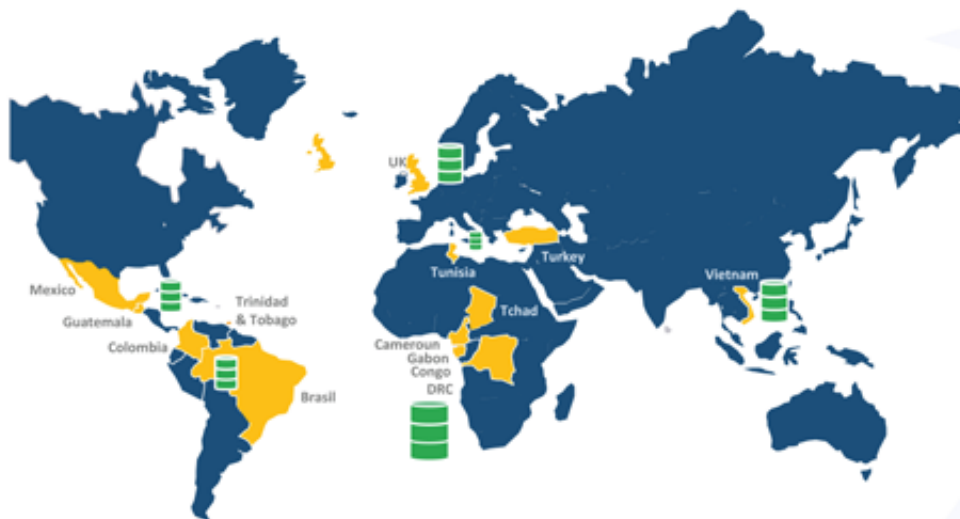 UK
Turkey
Tunisia
Vietnam
Mexico
Trinidad
& Tobago
Guatemala
Tchad
Colombia
Cameroun
Gabon
Congo
DRC
Brasil